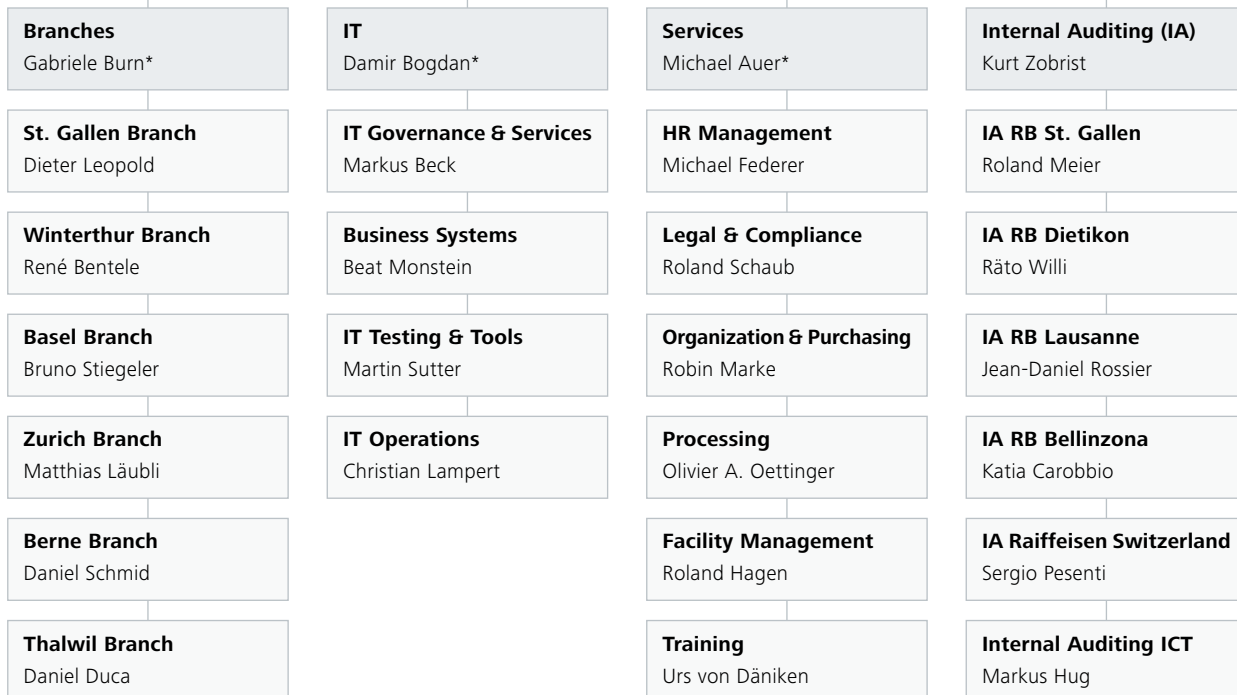 Branches
Gabriele Burn*
St. Gallen Branch
Dieter Leopold
Winterthur Branch
René Bentele
Basel Branch
Bruno Stiegeler
Zurich Branch
Matthias Läubli
Berne Branch
Daniel Schmid
Thalwil Branch
Daniel Duca
IT
Damir Bogdan*
IT Governance & Services
Markus Beck
Business Systems
Beat Monstein
IT Testing & Tools
Martin Sutter
IT Operations
Christian Lampert
Services
Michael Auer*
HR Management
Michael Federer
Legal & Compliance
Roland Schaub
Organization & Purchasing
Robin Marke
Processing
Olivier A. Oettinger
Facility Management
Roland Hagen
Training
Urs von Däniken
Internal Auditing (IA)
Kurt Zobrist
IA RB St. Gallen
Roland Meier
IA RB Dietikon
Räto Willi
IA RB Lausanne
Jean-Daniel Rossier
IA RB Bellinzona
Katia Carobbio
IA Raiffeisen Switzerland
Sergio Pesenti
Internal Auditing ICT
Markus Hug